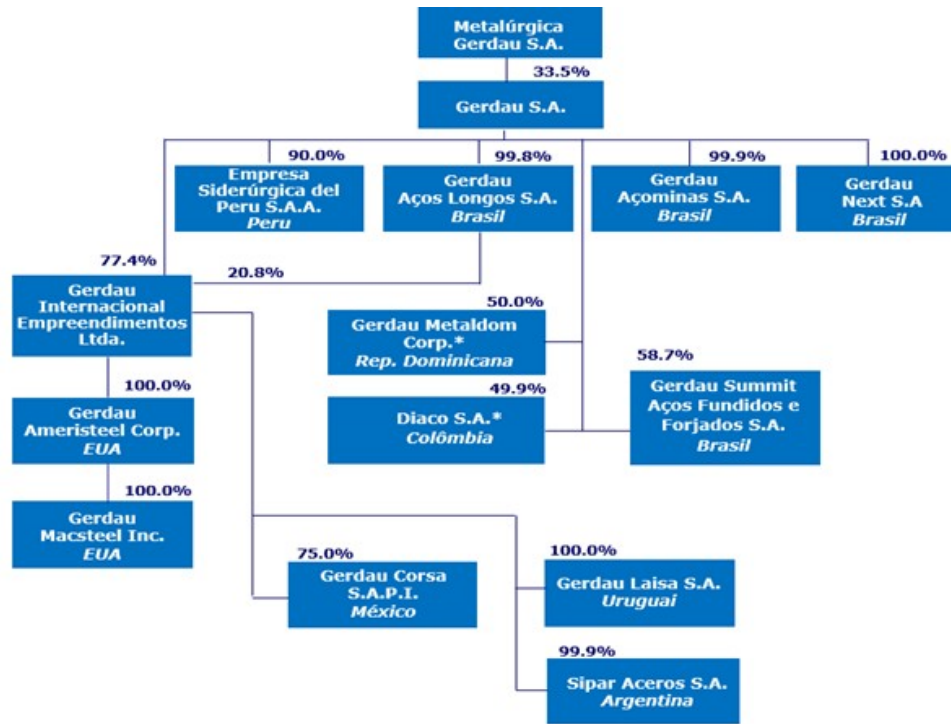 Metalúrgica
Gerdau S.A.
33.5%
Gerdau S.A.
90.0%
99.8%
99.9%
100.0%
Empresa
Siderúrgica del
Peru S.A.A.
Peru
Gerdau
Aços Longos S.A.
Brasil
Gerdau
Açominas S.A.
Brasil
Gerdau
Next S.A
Brasil
77.4%
20.8%
Gerdau
Internacional
Empreendimentos
Ltda.
50.0%
Gerdau Metaldom
Corp.*
Rep. Dominicana
58.7%
Gerdau Summit
Aços Fundidos e
Forjados S.A.
Brasil
49.9%
Diaco S.A.*
Colômbia
100.0%
Gerdau
Ameristeel Corp.
EUA
100.0%
Gerdau
Macsteel Inc.
EUA
75.0%
Gerdau Corsa
S.A.P.I.
México
100.0%
Gerdau Laisa S.A.
Uruguai
99.9%
Sipar Aceros S.A.
Argentina